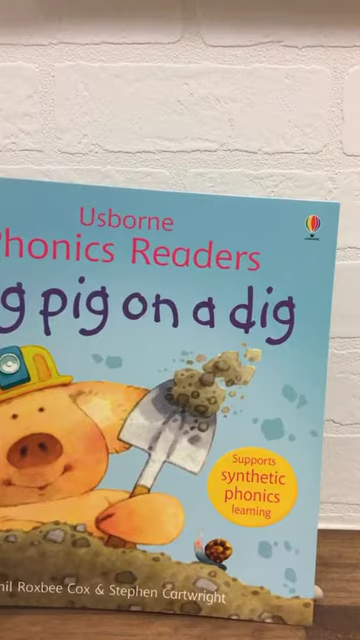 Usborne
Phonics Readers
g pig on a dig
Supports
synthetic
phonics
learning
hil Roxbee Cox & Stephen Cartwright